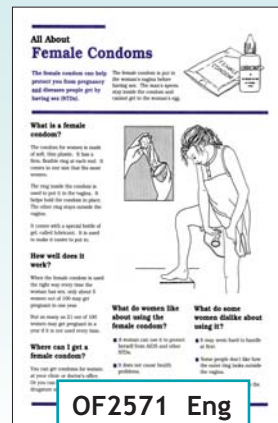 All About
Female Condoms
The female condom can help
protect you from pregnancy
and diseases people get by
having sex (STDs).
The female condom is put in
the woman's vagina before
having sex. The man's sperm
stay inside the condom and
cannot get to the woman's egg.
FEMALE
CONDOM
LUBRICANT
What is a female
condom?
The condom for women is made
of soft, thin plastic. It has a
firm, flexible ring at each end. It
comes in one size that fits most
women.
The ring inside the condom is
used to put it in the vagina. It
helps hold the condom in place.
The other ring stays outside the
vagina.
It comes with a special bottle of
gel, called lubricant. It is used
to make it easier to put in.
How well does it
work?
When the female condom is used
the right way every time the
woman has sex, only about 5
women out of 100 may get
pregnant in one year.
But as many as 21 out of 100
women may get pregnant in a
year if it is not used every time.
Where can I get a
female condom?
You can get condoms for women
at your clinic or doctor's office.
Or you can
drugstore
What do women like
about using the
female condom?
A woman can use it to protect
herself from AIDS and other
STDs.
It does not cause health
problems.
What do some
women dislike about
using it?
It may seem hard to handle
at first.
Some people don't like how
the outer ring looks outside
the vagina.
the
OF2571 Eng